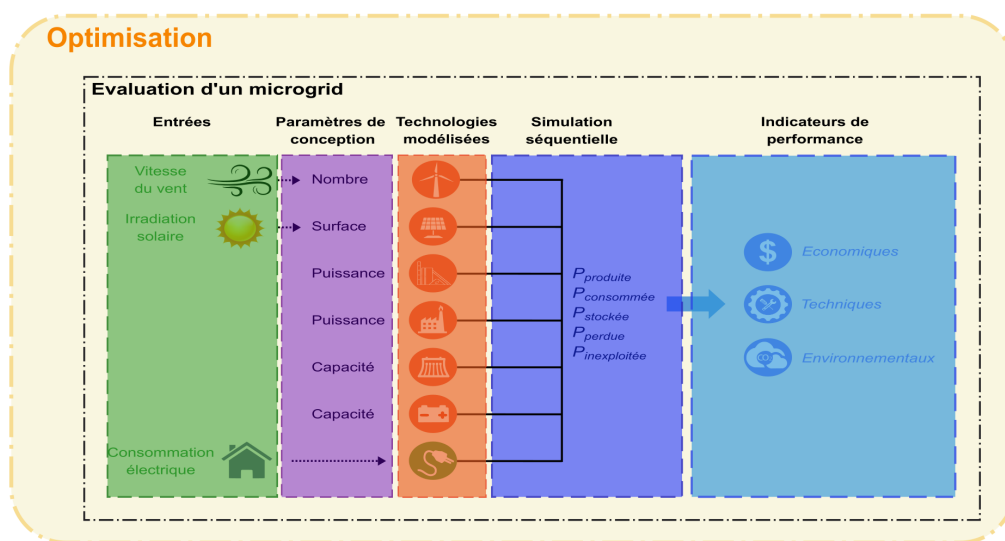 Optimisation
Evaluation d'un microgrid
Entrées
Paramètres de
conception
Technologies
modélisées
Simulation
séquentielle
Indicateurs de
performance
Vitesse
du vent
Nombre
Irradiation
solaire
Surface
Puissance
Puissance
Capacité
Capacité
Consommation
électrique
Pproduite
Pconsommée
Pstockée
Pperdue
Pinexploitée
$
Economiques
Techniques
CO
Environnementaux